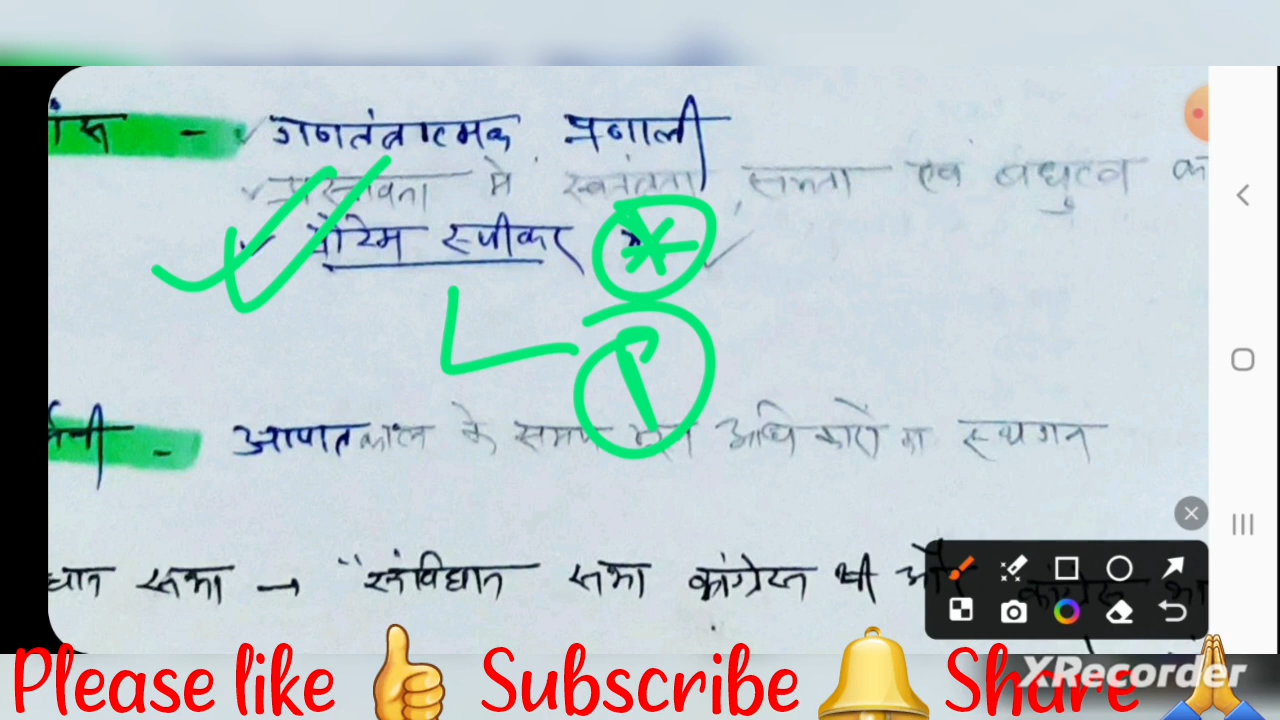 - गणतंत्रात्मक प्रणाली
प्रस्तावना में स्वतंत्रता, समता एवं बंधुत्व
प्रोटेम स्पीकर
- आपातकाल के समय मूल अधिकारों का स्थगन
सभा → "संविधान सभा कांग्रेस थी और कांग्रेस
Please like 👍 Subscribe 🔔 Share 🙏
XRecorder